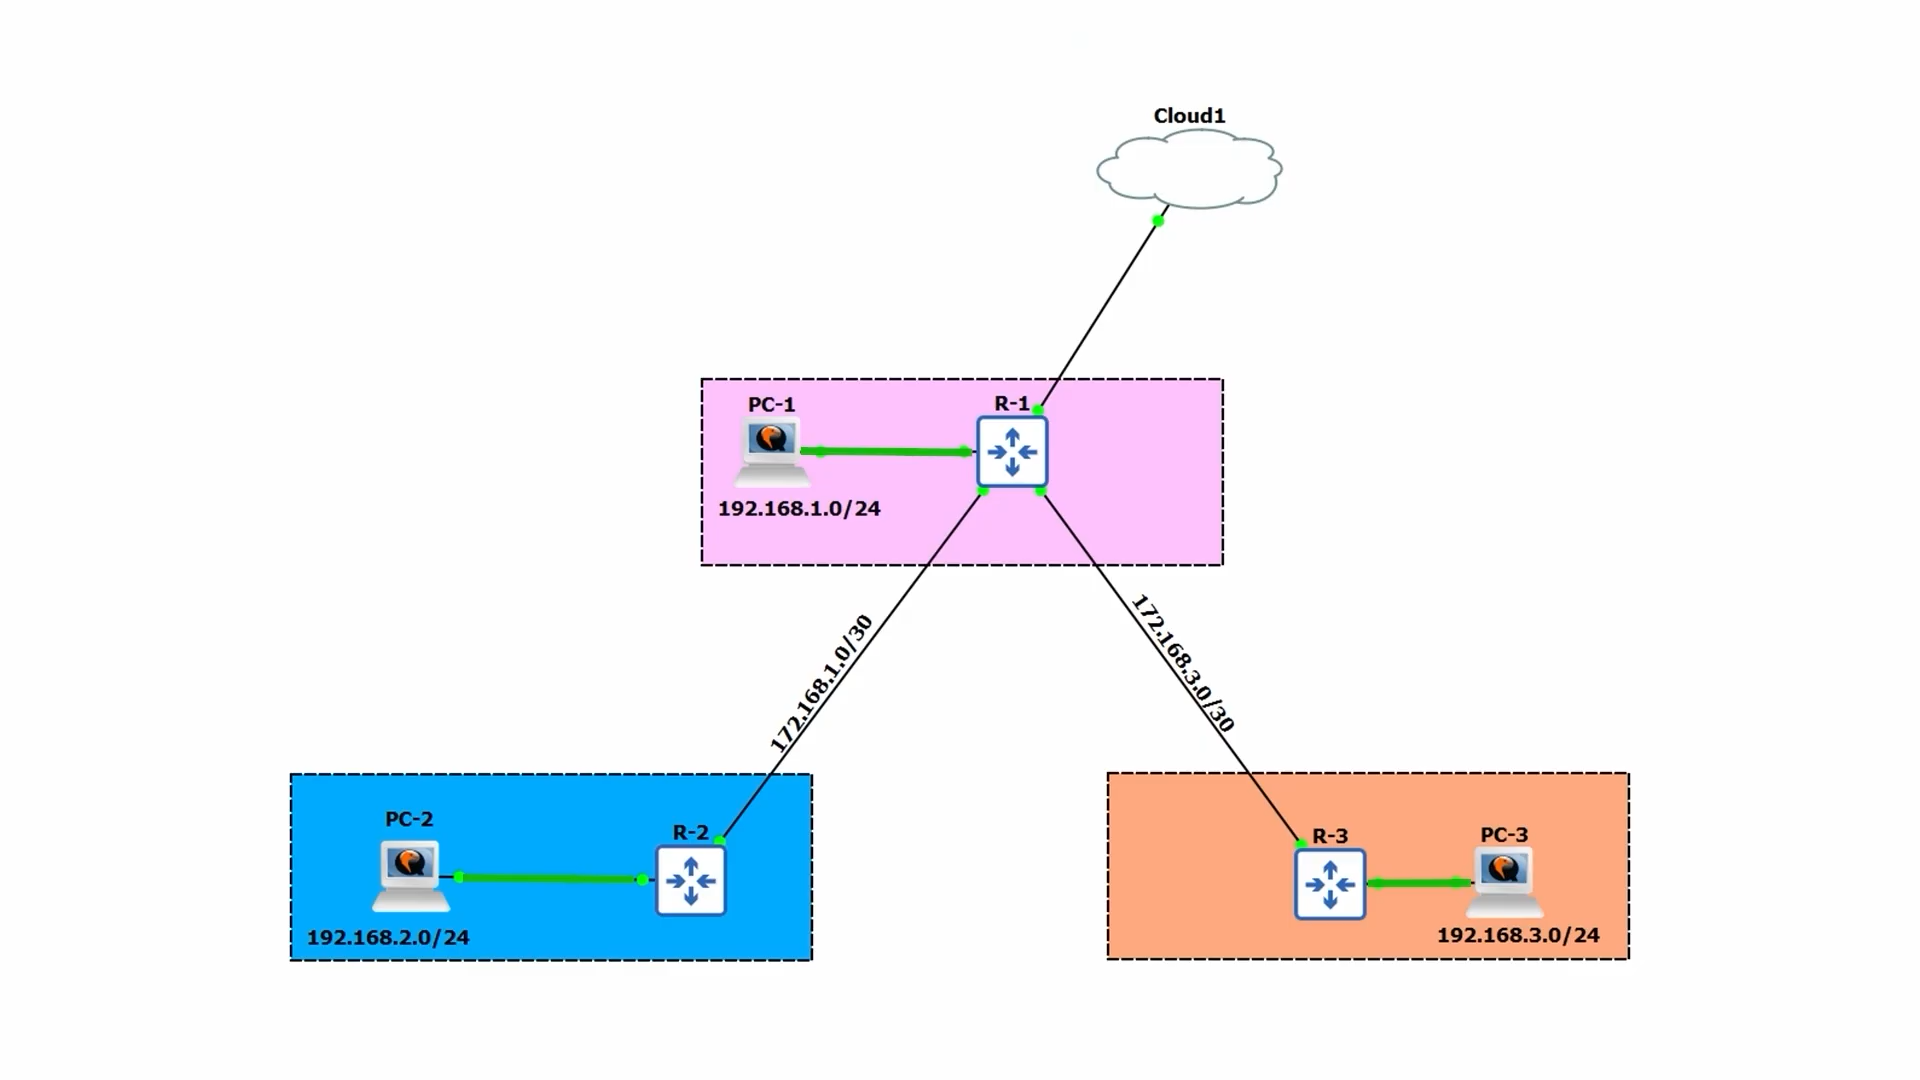 Cloud1
PC-1
R-1
192.168.1.0/24
172.168.1.0/30
172.168.3.0/30
PC-2
R-2
192.168.2.0/24
R-3
PC-3
192.168.3.0/24